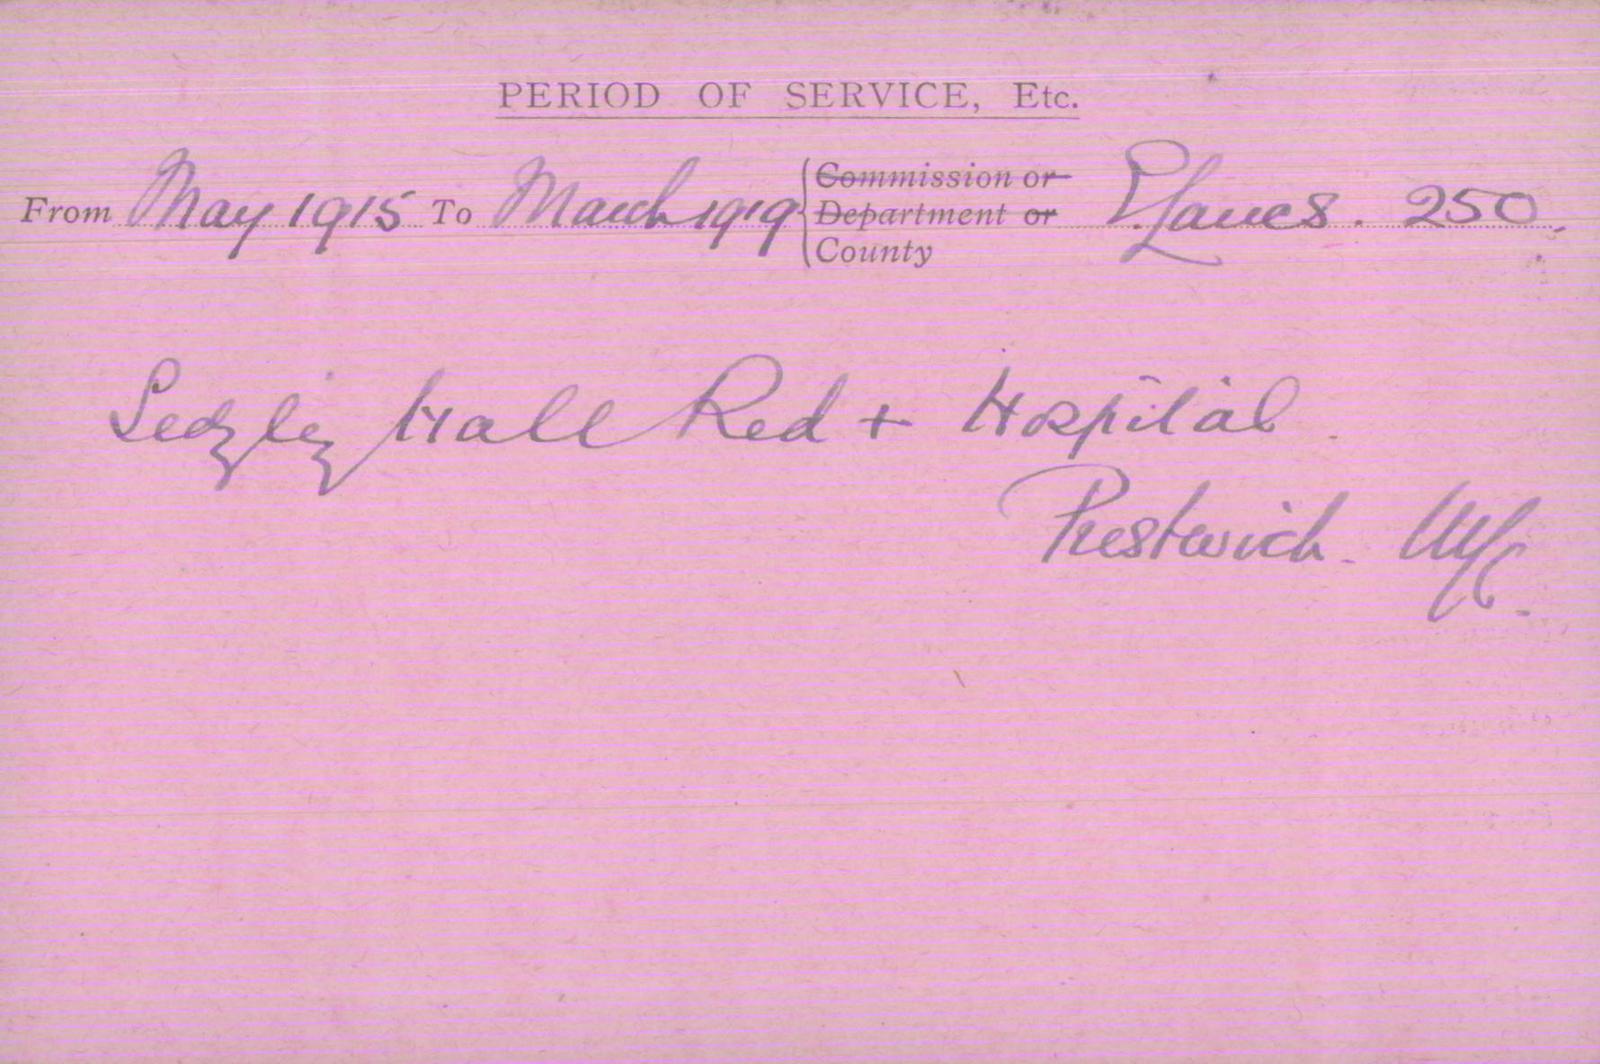 PERIOD OF SERVICE, Etc.
From May 1915 To March 1919 Commission or
Department or
County
E. Lancs. 250.
Sedgley Hall Red + Hospital.
Prestwich. M/C.